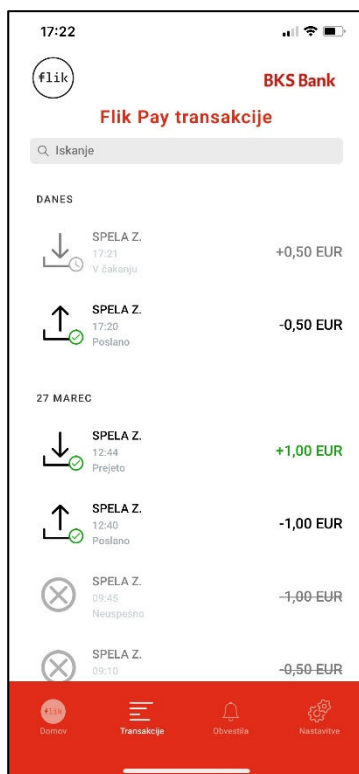 17:22
flik
BKS Bank
Flik Pay transakcije
Iskanje
DANES
SPELA Z.
17:21
+0,50 EUR
V čakanju
SPELA Z.
17:20
-0,50 EUR
Poslano
27 MAREC
SPELA Z.
12:44
+1,00 EUR
Prejeto
SPELA Z.
12:40
-1,00 EUR
Poslano
SPELA Z.
09:45
-1,00 EUR
Neuspešno
SPELA Z.
09:10
-0,50 EUR
flik
Domov
Transakcije
Obvestila
Nastavitve